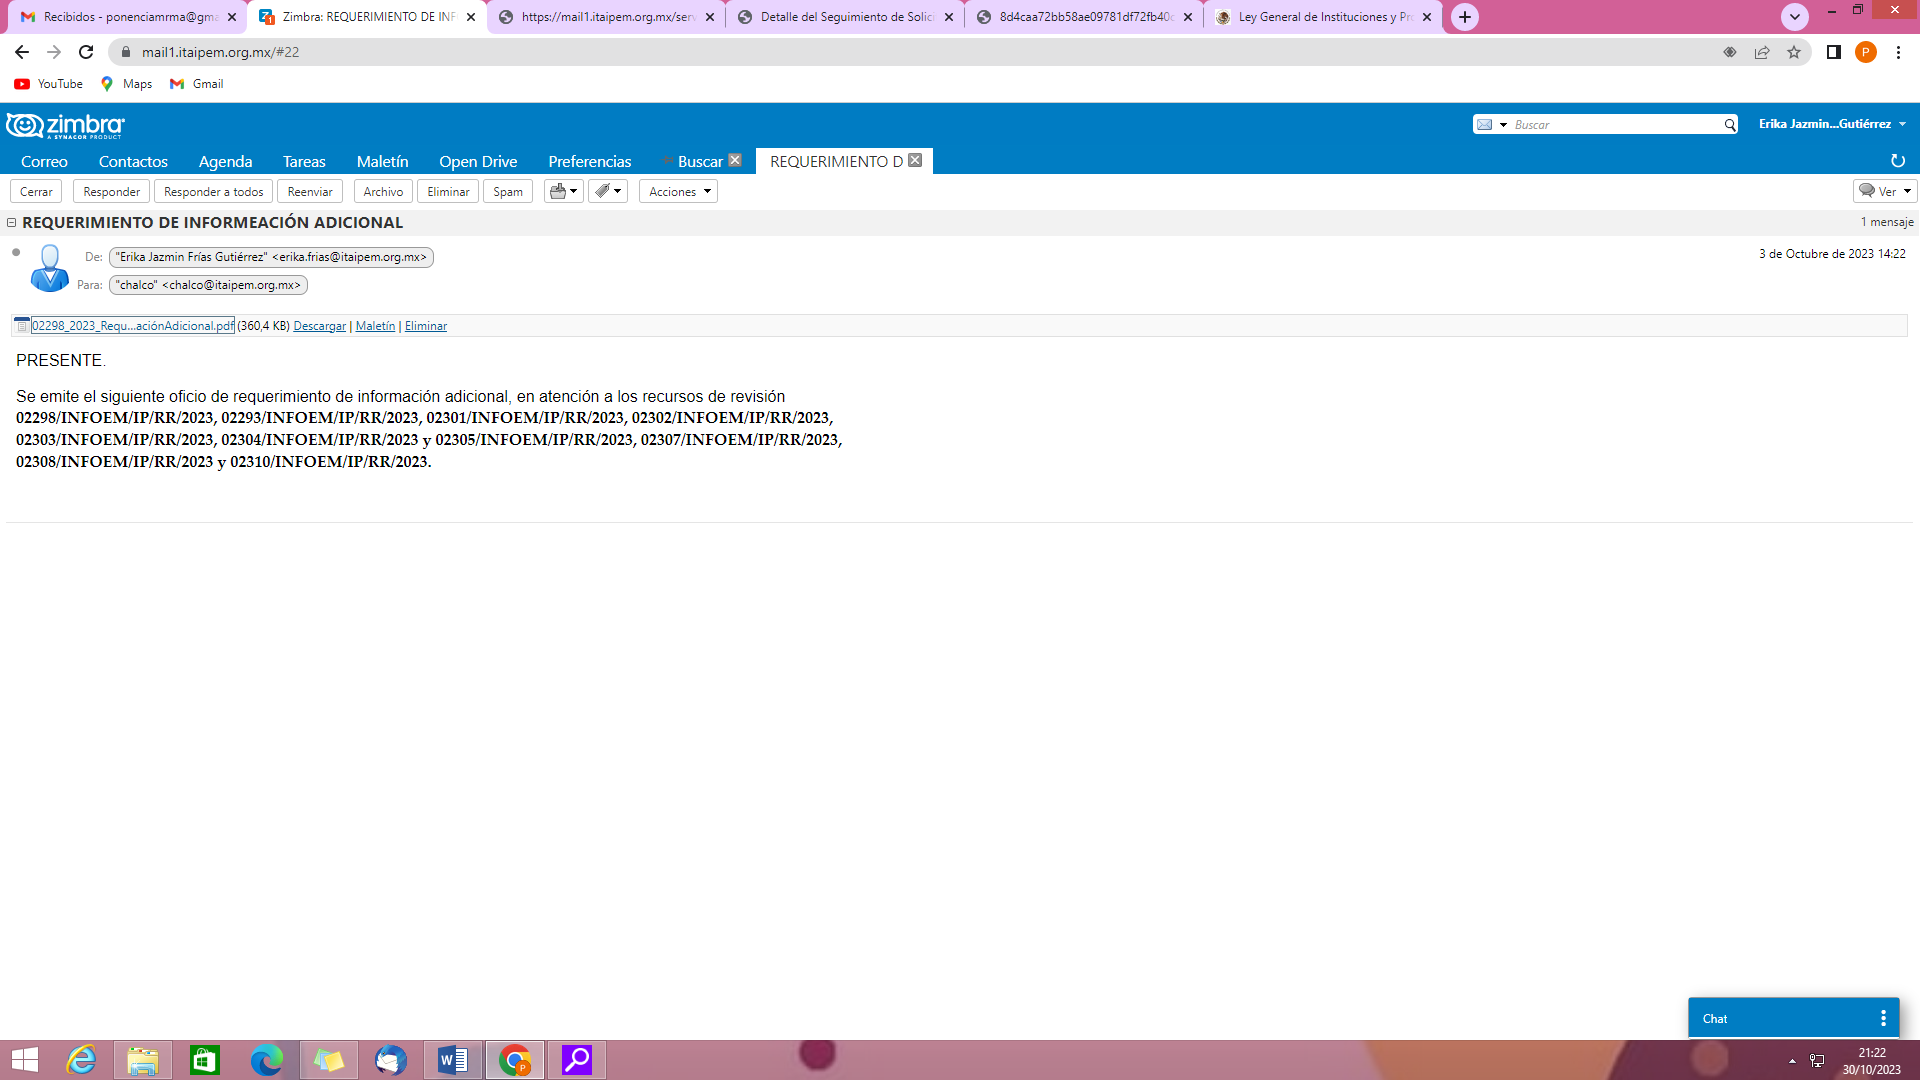 Recibidos - ponenciamrma@gma
Zimbra: REQUERIMIENTO DE INF
https://mail1.itaipem.org.mx/serv
Detalle del Seguimiento de Solici
8d4caa72bb58ae09781df72fb40c
Ley General de Instituciones y Pro
mail1.itaipem.org.mx/#22
P
YouTube
Maps
Gmail
zimbra
A SYNACOR PRODUCT
Buscar
Erika Jazmin...Gutiérrez
Correo
Contactos
Agenda
Tareas
Maletín
Open Drive
Preferencias
Buscar
REQUERIMIENTO D
Cerrar
Responder
Responder a todos
Reenviar
Archivo
Eliminar
Spam
Acciones
Ver
REQUERIMIENTO DE INFORMEACIÓN ADICIONAL
1 mensaje
De: "Erika Jazmin Frías Gutiérrez" <erika.frias@itaipem.org.mx>
3 de Octubre de 2023 14:22
Para: "chalco" <chalco@itaipem.org.mx>
02298_2023_Requ...aciónAdicional.pdf (360,4 KB) Descargar | Maletín | Eliminar
PRESENTE.
Se emite el siguiente oficio de requerimiento de información adicional, en atención a los recursos de revisión
02298/INFOEM/IP/RR/2023, 02293/INFOEM/IP/RR/2023, 02301/INFOEM/IP/RR/2023, 02302/INFOEM/IP/RR/2023,
02303/INFOEM/IP/RR/2023, 02304/INFOEM/IP/RR/2023 y 02305/INFOEM/IP/RR/2023, 02307/INFOEM/IP/RR/2023,
02308/INFOEM/IP/RR/2023 y 02310/INFOEM/IP/RR/2023.
Chat
21:22
30/10/2023